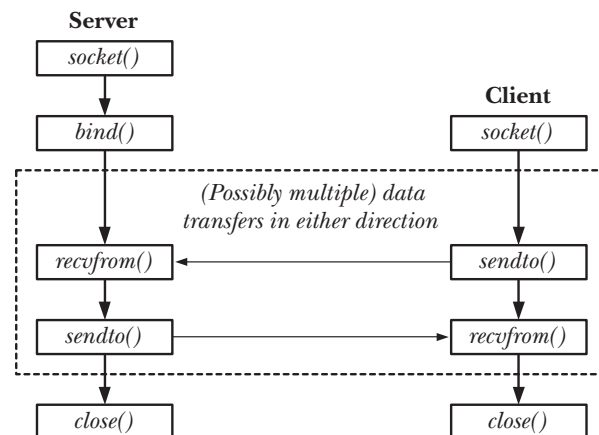 Server
socket()
Client
bind()
socket()
(Possibly multiple) data
transfers in either direction
recvfrom()
sendto()
sendto()
recvfrom()
close()
close()